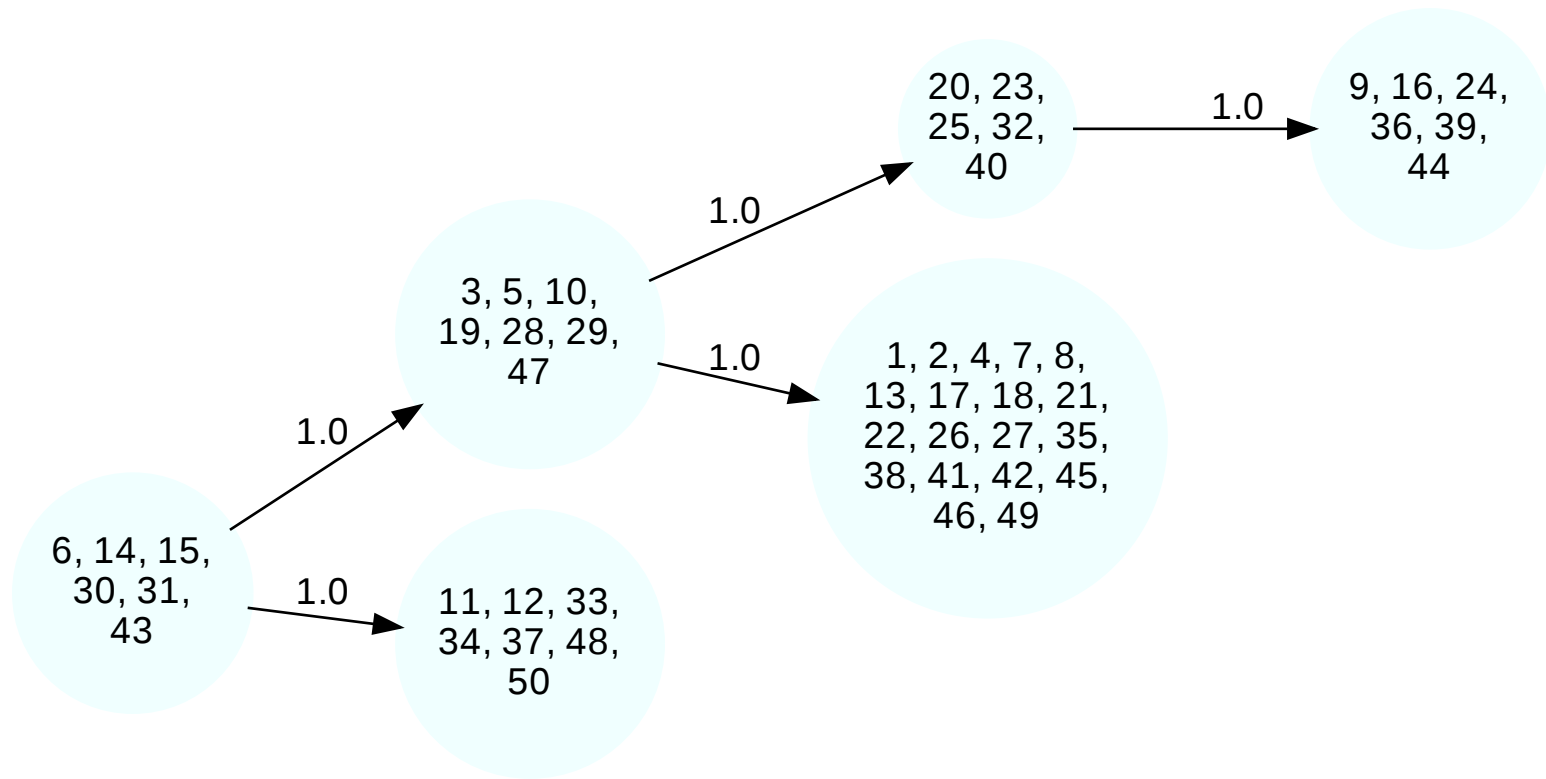 20, 23,
25, 32,
40
1.0
9, 16, 24,
36, 39,
44
1.0
3, 5, 10,
19, 28, 29,
47
1.0
1, 2, 4, 7, 8,
13, 17, 18, 21,
22, 26, 27, 35,
38, 41, 42, 45,
46, 49
1.0
6, 14, 15,
30, 31,
43
1.0
11, 12, 33,
34, 37, 48,
50